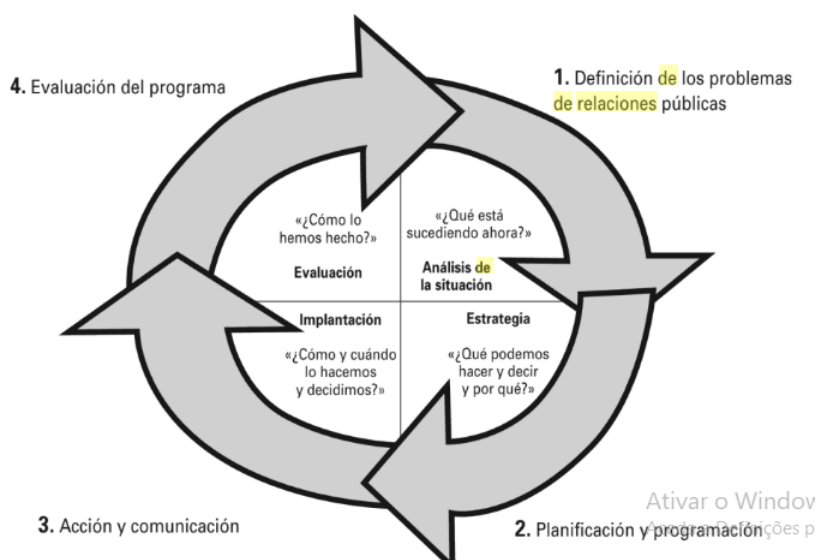 4. Evaluación del programa
1. Definición de los problemas
de relaciones públicas
«¿Cómo lo
hemos hecho?»
Evaluación
«¿Qué está
sucediendo ahora?»
Análisis de
la situación
Implantación
«¿Cómo y cuándo
lo hacemos
y decidimos?»
Estrategia
«¿Qué podemos
hacer y decir
y por qué?»
3. Acción y comunicación
2. Planificación y programación
Ativar o Window